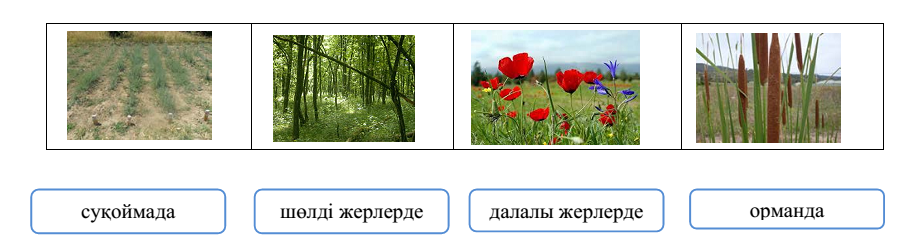 суқоймада
шөлді жерлерде
далалы жерлерде
орманда